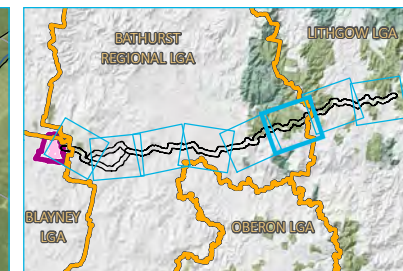 BATHURST
REGIONAL LGA
LITHGOW LGA
BLAYNEY
LGA
OBERON LGA